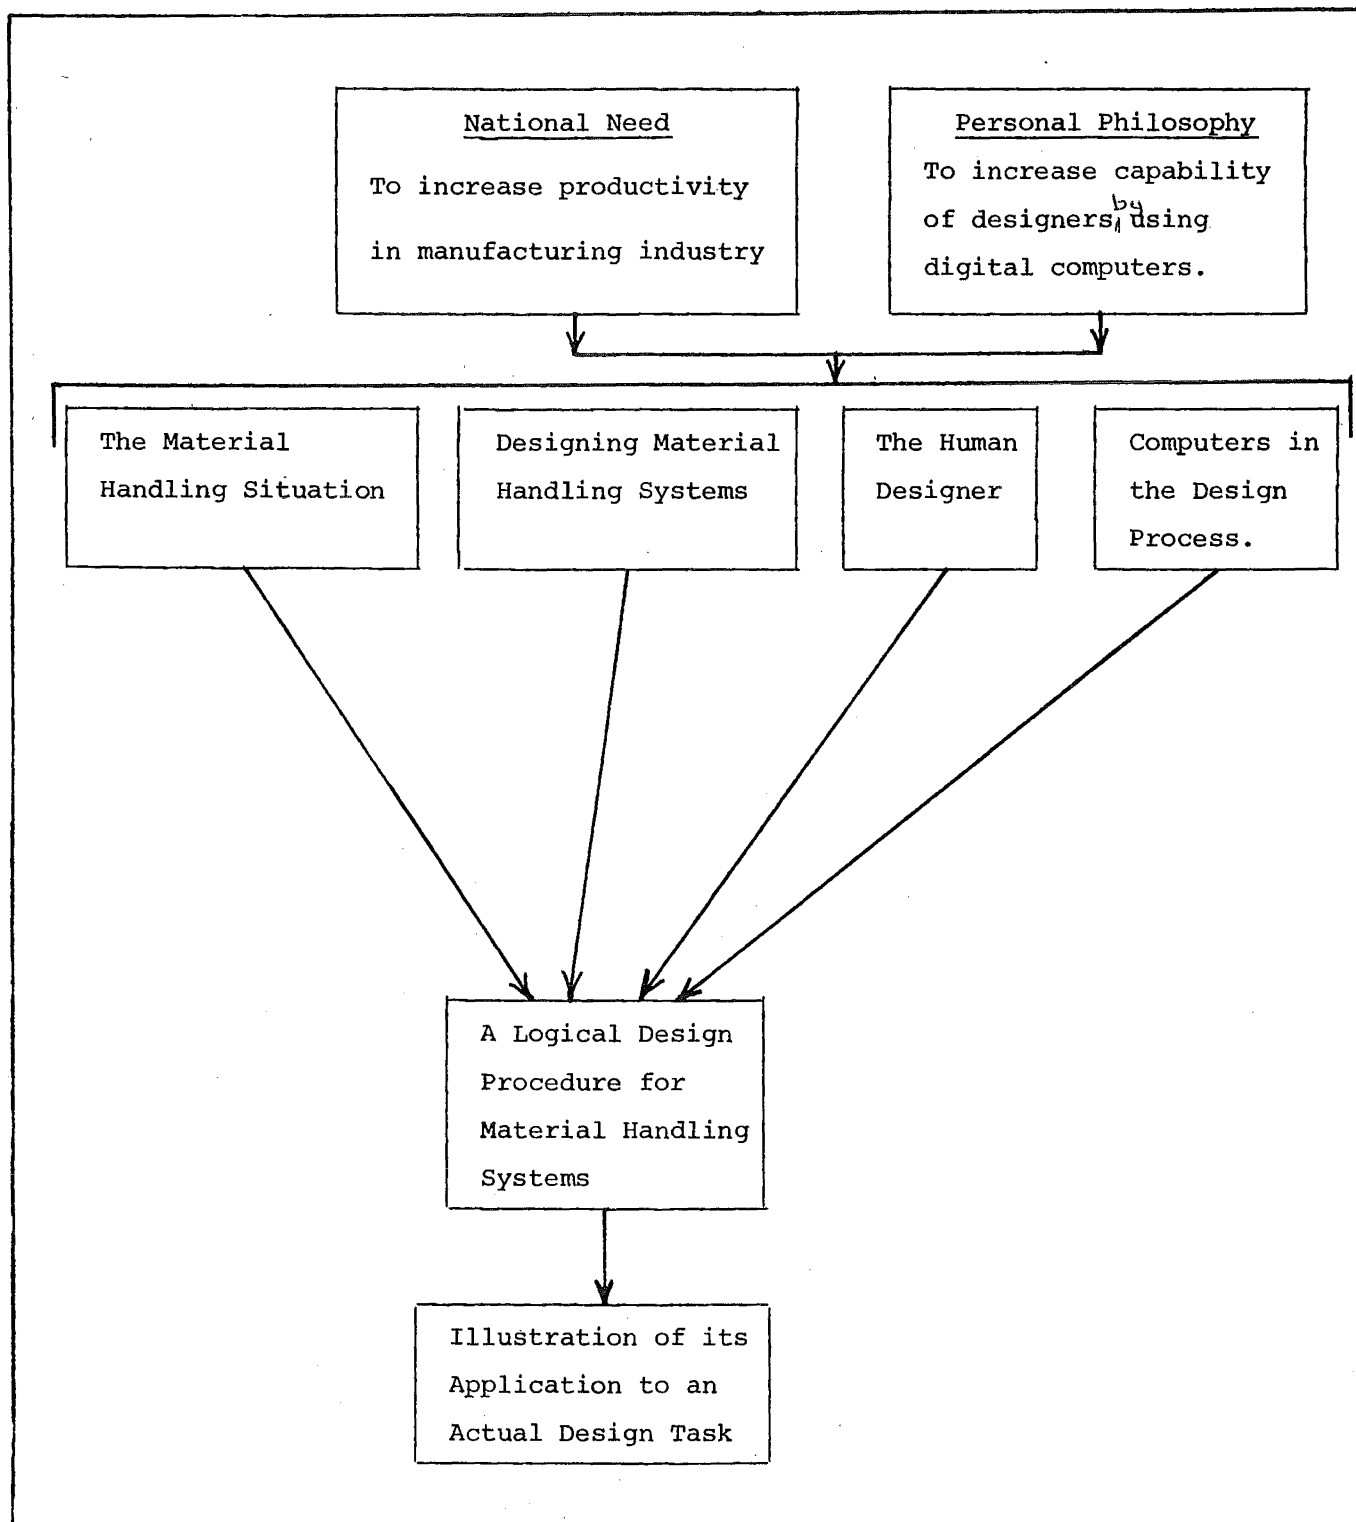 National Need
To increase productivity
in manufacturing industry
Personal Philosophy
To increase capability
of designers by using
digital computers.
The Material
Handling Situation
Designing Material
Handling Systems
The Human
Designer
Computers in
the Design
Process.
A Logical Design
Procedure for
Material Handling
Systems
Illustration of its
Application to an
Actual Design Task